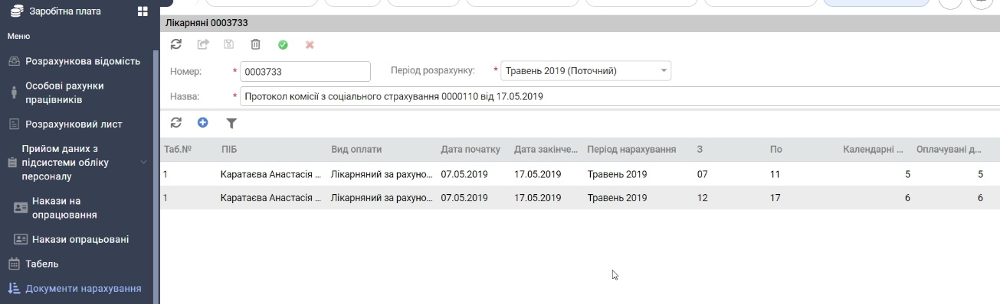 Заробітна плата
Меню
Розрахункова відомість
Особові рахунки
працівників
Розрахунковий лист
Прийом даних з
підсистеми обліку
персоналу
Накази на
опрацювання
Накази опрацьовані
Табель
Документи нарахування
Лікарняні 0003733
Номер: * 0003733 Період розрахунку: * Травень 2019 (Поточний)
Назва: * Протокол комісії з соціального страхування 0000110 від 17.05.2019
Таб.№ ПІБ Вид оплати Дата початку Дата закінче... Період нарахування З По Календарні ... Оплачувані д...
1 Каратаєва Анастасія ... Лікарняний за рахуно... 07.05.2019 17.05.2019 Травень 2019 07 11 5 5
1 Каратаєва Анастасія ... Лікарняний за рахуно... 07.05.2019 17.05.2019 Травень 2019 12 17 6 6